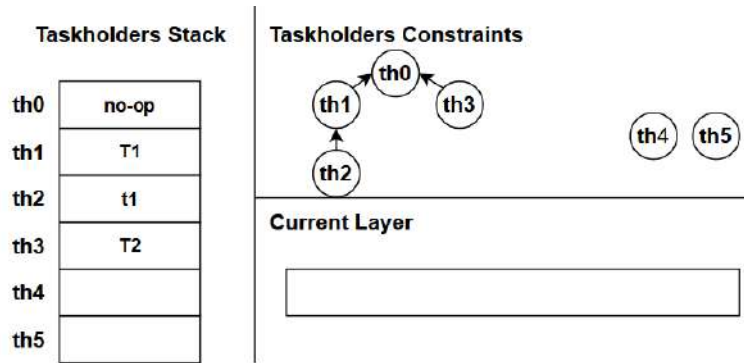 Taskholders Stack
th0 no-op
th1 T1
th2 t1
th3 T2
th4
th5
Taskholders Constraints
th0
th1 th3
th4 th5
th2
Current Layer